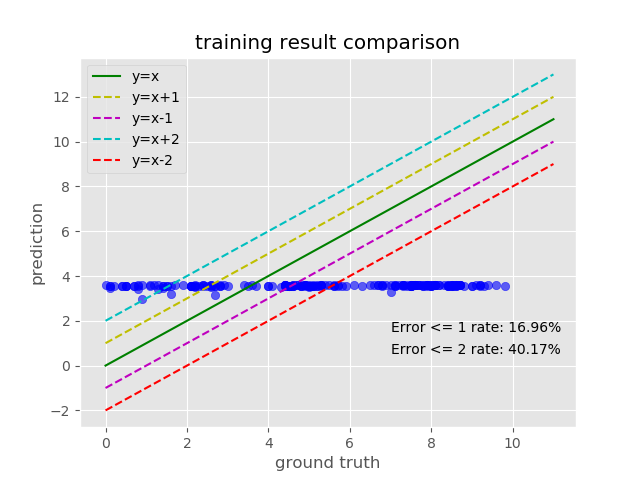 training result comparison
y=x
y=x+1
y=x-1
y=x+2
y=x-2
12
10
8
6
4
2
0
−2
prediction
Error <= 1 rate: 16.96%
Error <= 2 rate: 40.17%
0 2 4 6 8 10
ground truth